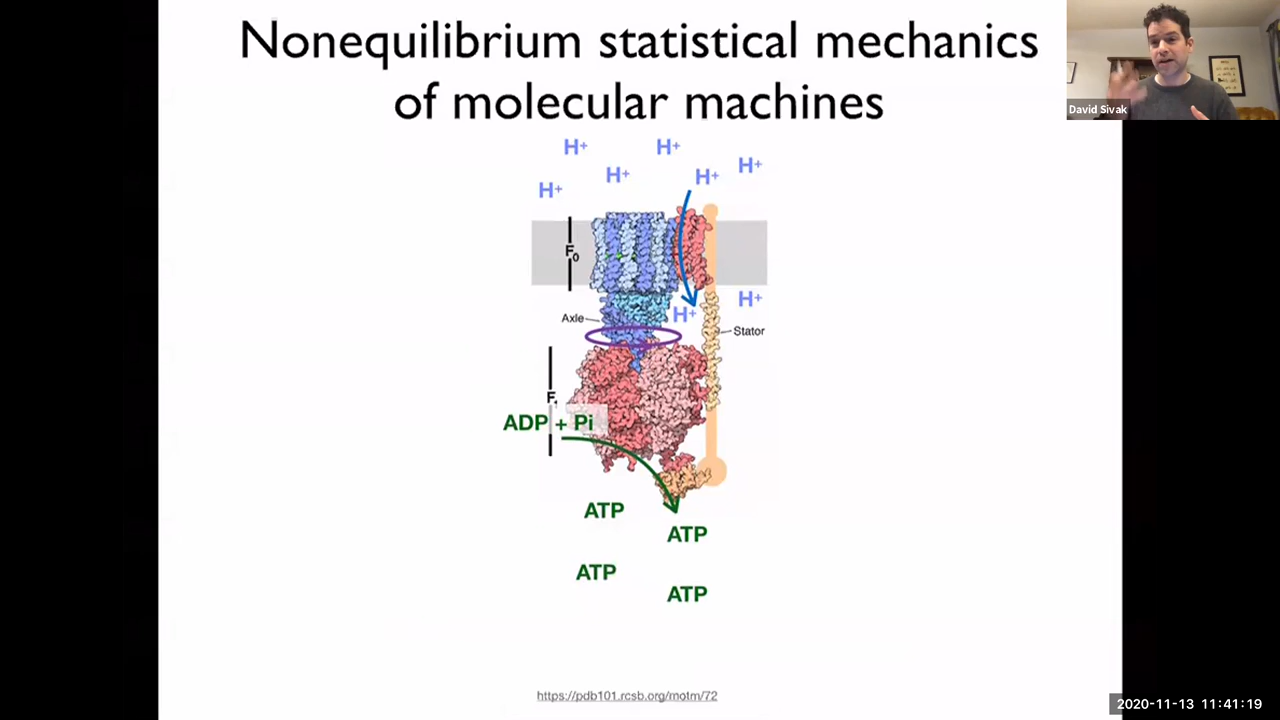 Nonequilibrium statistical mechanics
of molecular machines
David Sivak
H+
H+
H+
H+
H+
H+
F0
H+
H+
Axle
Stator
F1
ADP + Pi
ATP
ATP
ATP
ATP
https://pdb101.rcsb.org/motm/72
2020-11-13 11:41:19